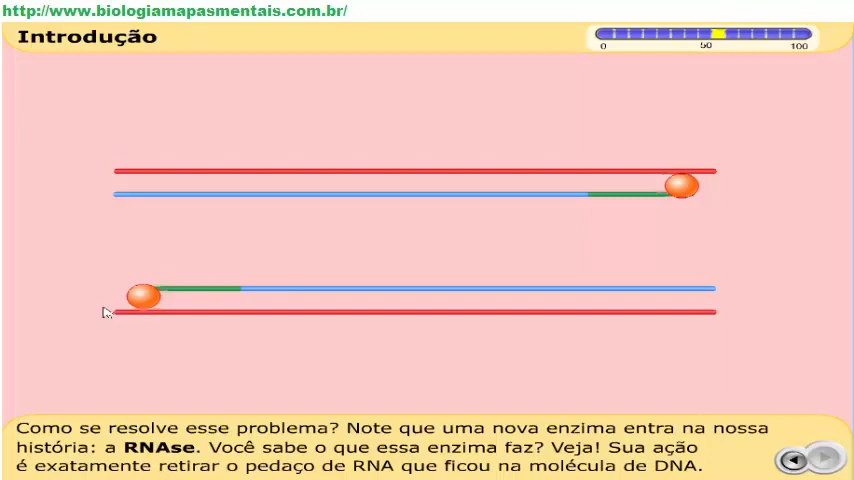 http://www.biologiamapasmentais.com.br/
Introdução
0 50 100
Como se resolve esse problema? Note que uma nova enzima entra na nossa
história: a RNAse. Você sabe o que essa enzima faz? Veja! Sua ação
é exatamente retirar o pedaço de RNA que ficou na molécula de DNA.